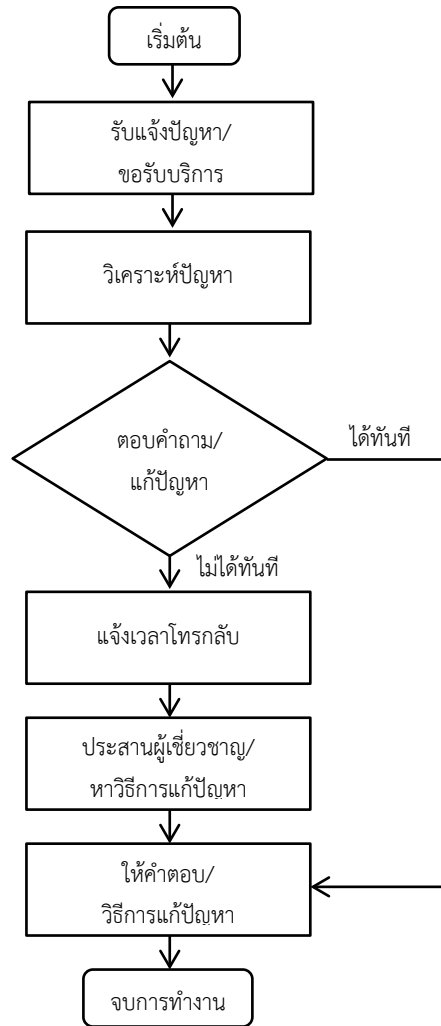 เริ่มต้น
รับแจ้งปัญหา/
ขอรับบริการ
วิเคราะห์ปัญหา
ตอบคำถาม/
แก้ปัญหา
ได้ทันที
ไม่ได้ทันที
แจ้งเวลาโทรกลับ
ประสานผู้เชี่ยวชาญ/
หาวิธีการแก้ปัญหา
ให้คำตอบ/
วิธีการแก้ปัญหา
จบการทำงาน